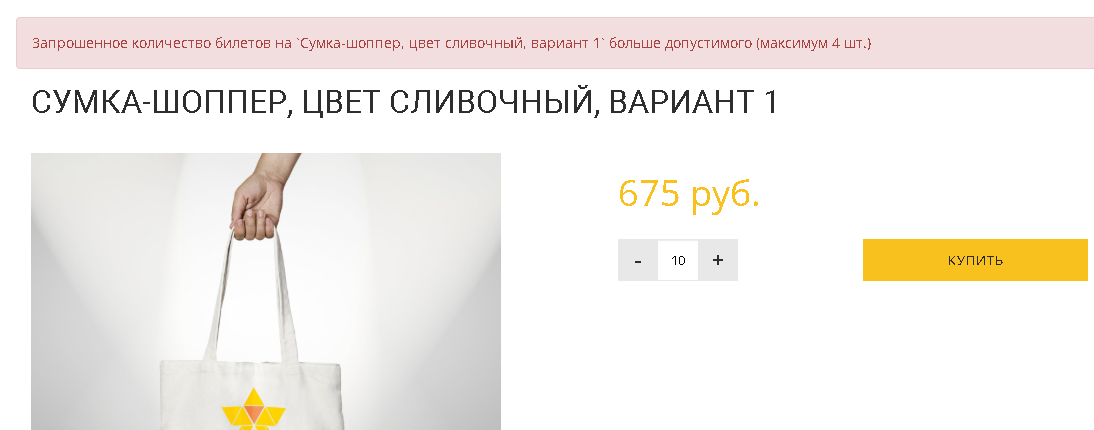 Запрошенное количество билетов на `Сумка-шоппер, цвет сливочный, вариант 1` больше допустимого (максимум 4 шт.)
СУМКА-ШОППЕР, ЦВЕТ СЛИВОЧНЫЙ, ВАРИАНТ 1
675 руб.
- 10 + КУПИТЬ